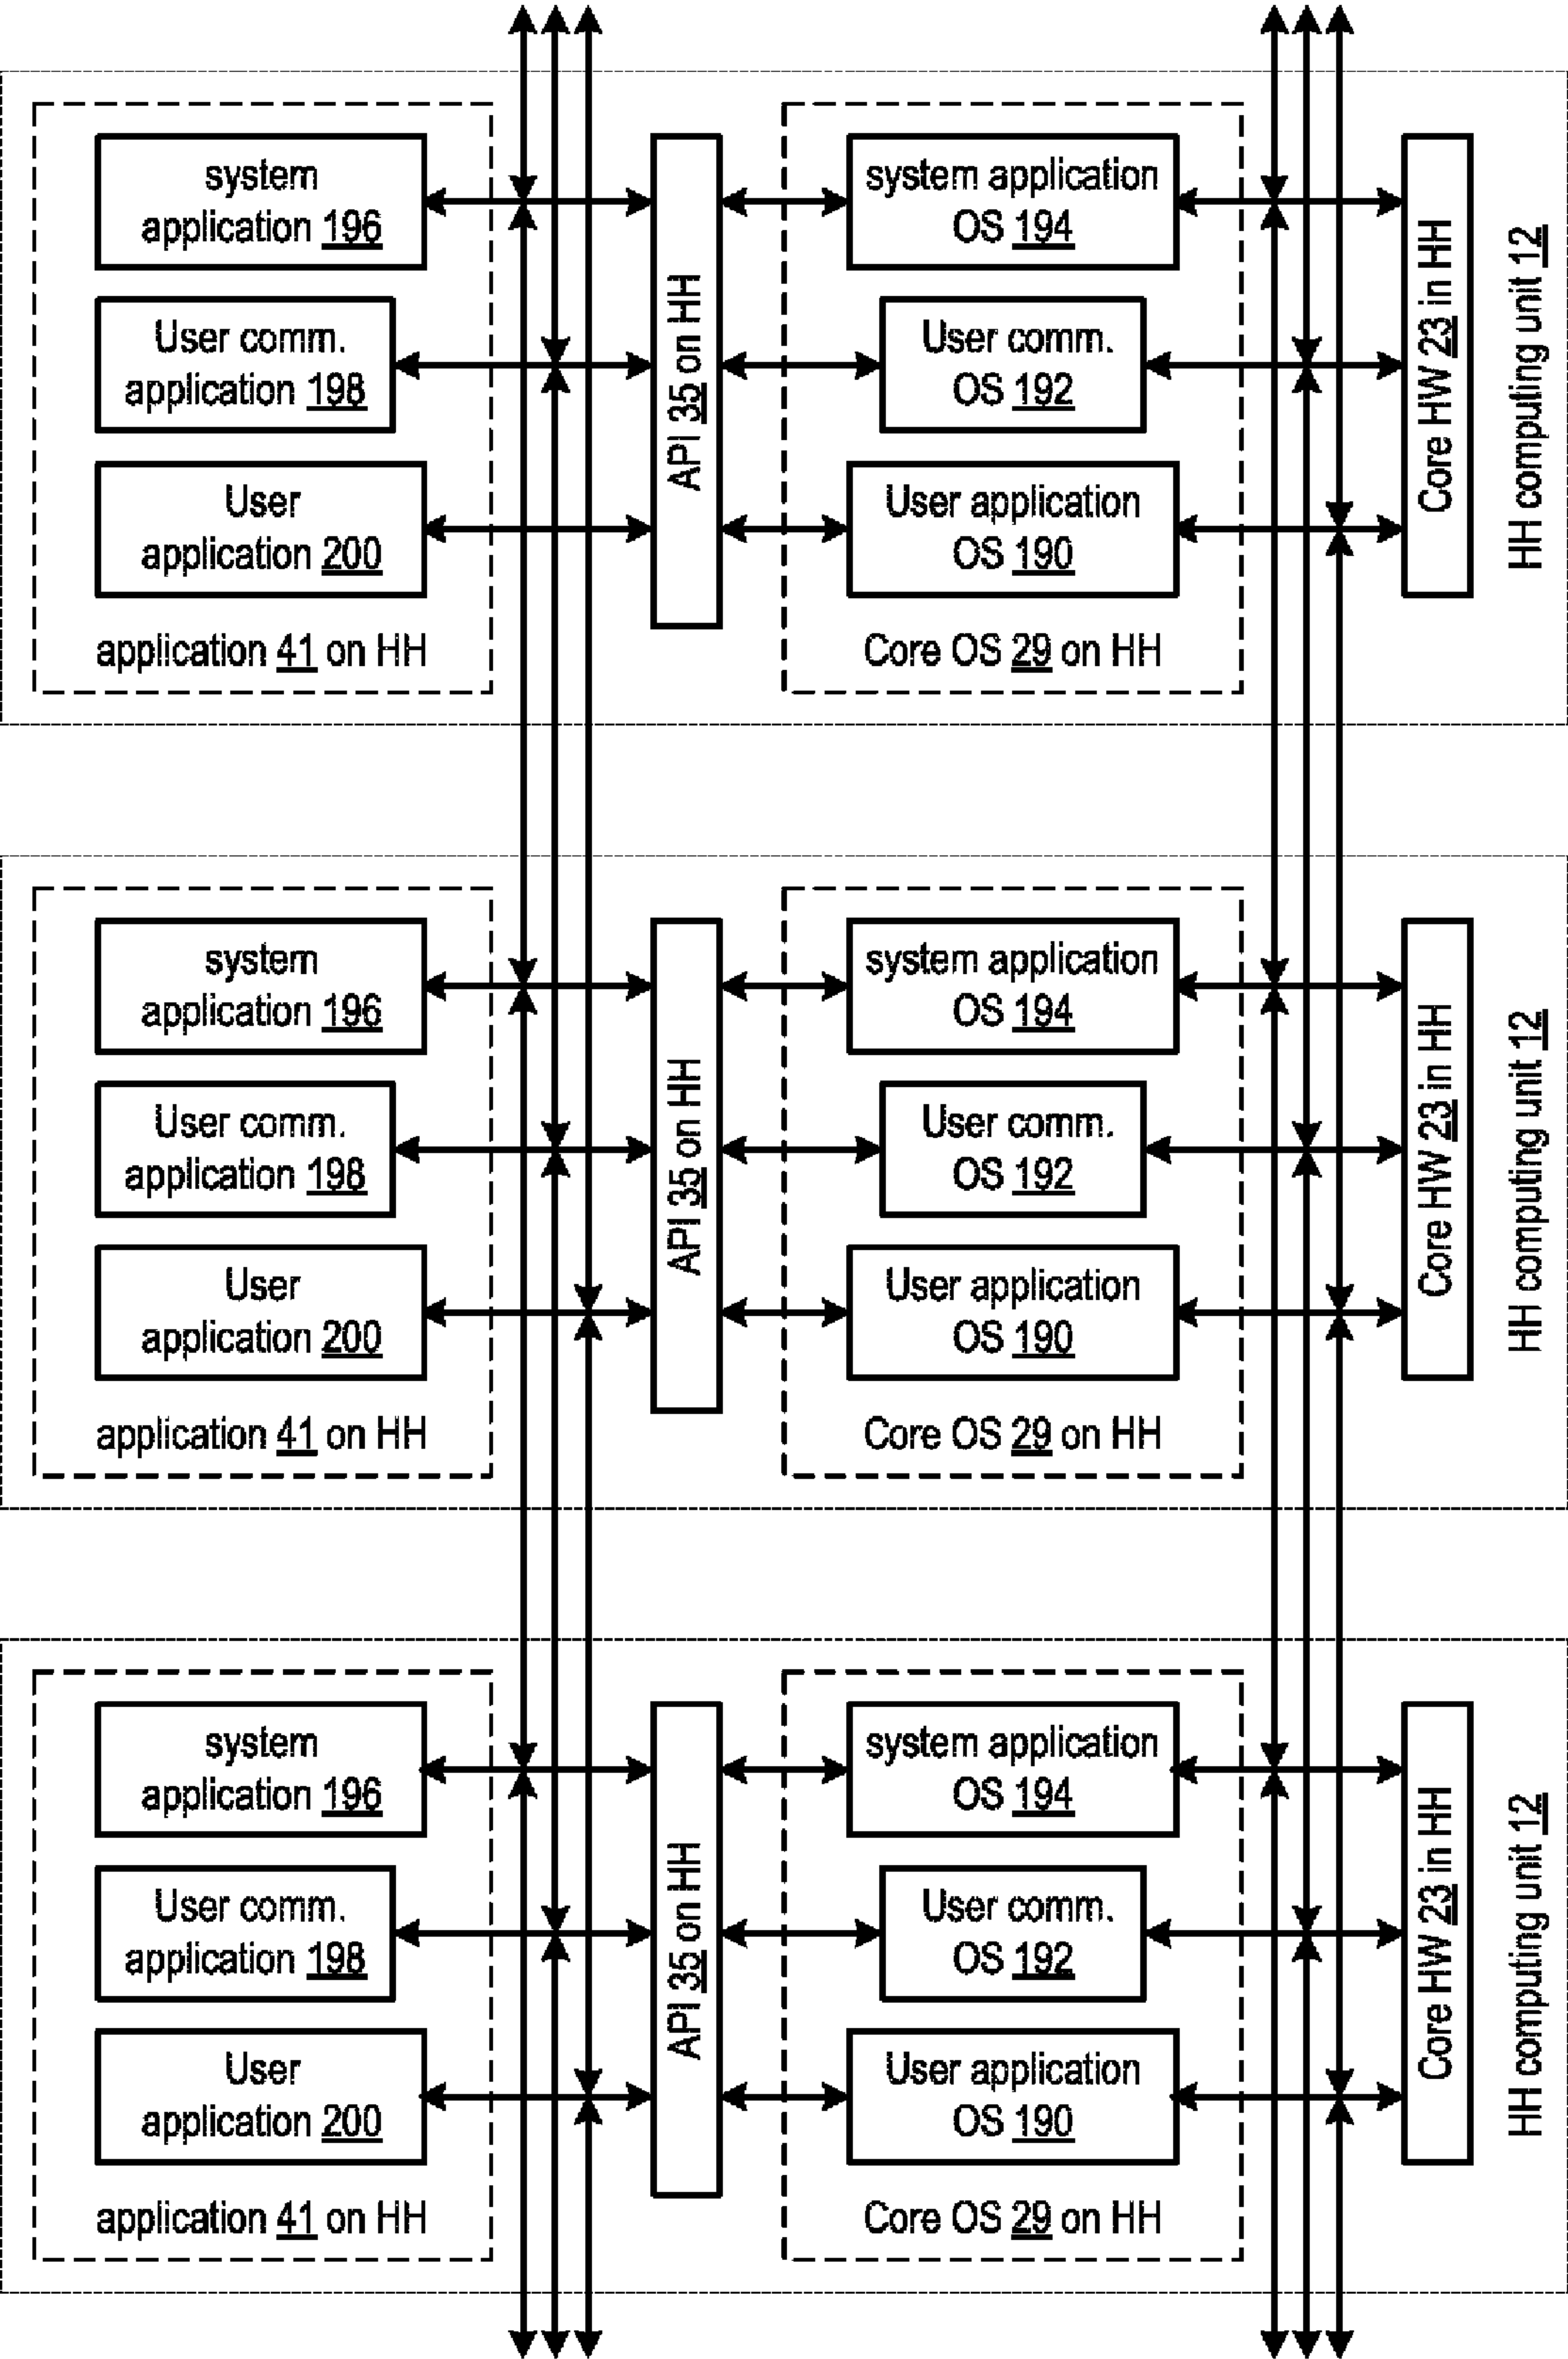 system
application 196
User comm.
application 198
User
application 200
application 41 on HH
API 35 on HH
system application
OS 194
User comm.
OS 192
User application
OS 190
Core OS 29 on HH
Core HW 23 in HH
HH computing unit 12
system
application 196
User comm.
application 198
User
application 200
application 41 on HH
API 35 on HH
system application
OS 194
User comm.
OS 192
User application
OS 190
Core OS 29 on HH
Core HW 23 in HH
HH computing unit 12
system
application 196
User comm.
application 198
User
application 200
application 41 on HH
API 35 on HH
system application
OS 194
User comm.
OS 192
User application
OS 190
Core OS 29 on HH
Core HW 23 in HH
HH computing unit 12